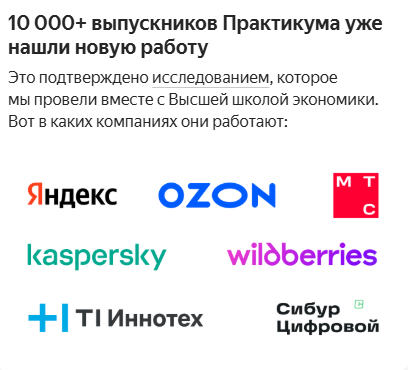 10 000+ выпускников Практикума уже
нашли новую работу
Это подтверждено исследованием, которое
мы провели вместе с Высшей школой экономики.
Вот в каких компаниях они работают:
Яндекс
OZON
МТС
kaspersky
wildberries
T1 Иннотех
Сибур
Цифровой